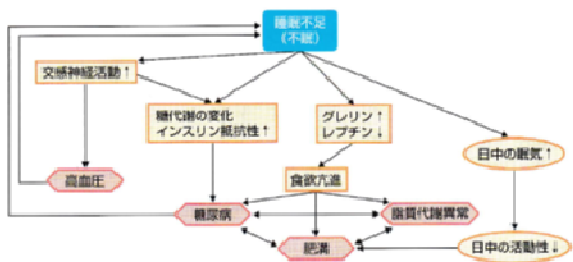 睡眠不足
(不眠)
交感神経活動↑
糖代謝の変化
インスリン抵抗性↑
グレリン↑
レプチン↓
日中の眠気↑
高血圧
食欲亢進
糖尿病
脂質代謝異常
肥満
日中の活動性↓